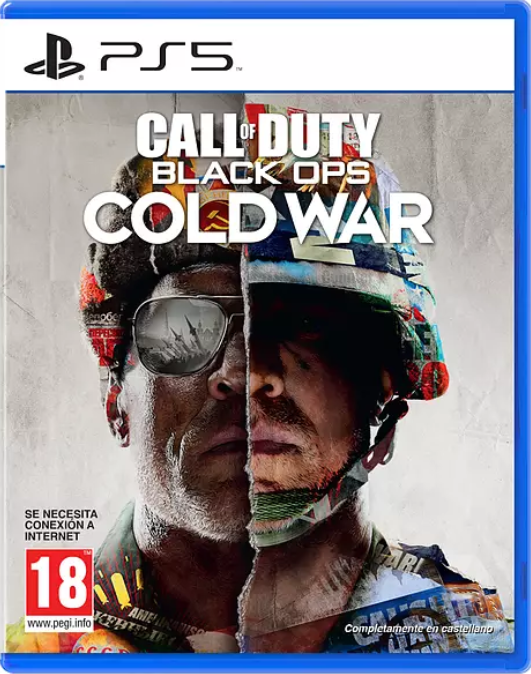 PS5
CALL OF DUTY
BLACK OPS
COLD WAR
SE NECESITA
CONEXIÓN A
INTERNET
18
www.pegi.info
Completamente en castellano